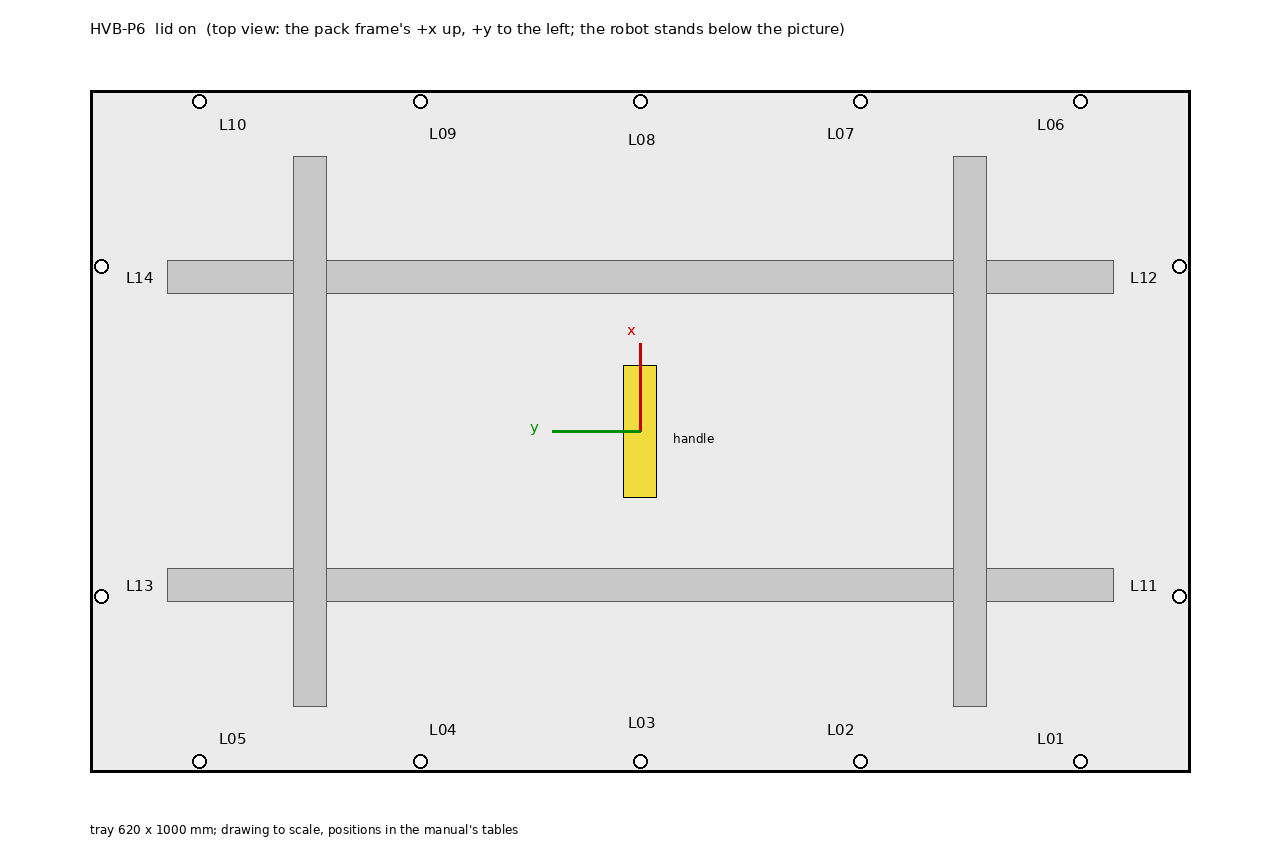 HVB-P6  lid on  (top view: the pack frame's +x up, +y to the left; the robot stands below the picture)
L10
L09
L08
L07
L06
L14
L12
x
y
handle
L13
L11
L05
L04
L03
L02
L01
tray 620 x 1000 mm; drawing to scale, positions in the manual's tables